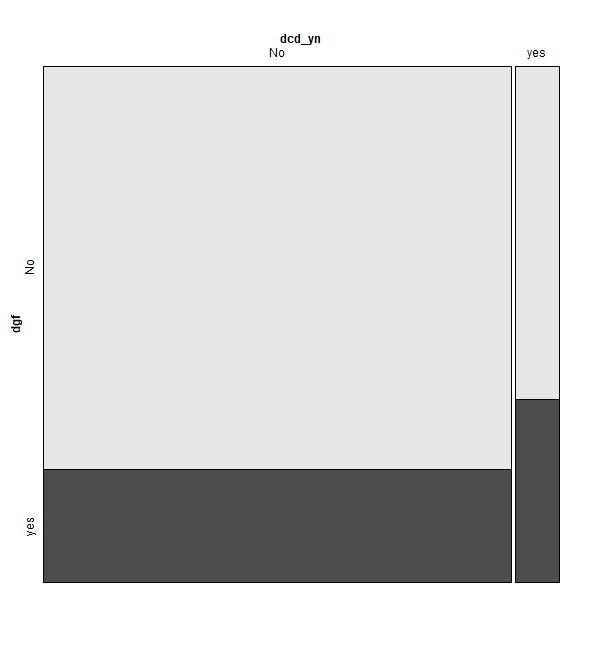 dcd_yn
No yes
No
dgf
yes